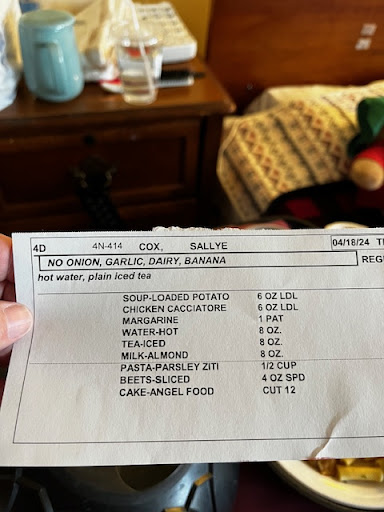 4D 4N-414 COX, SALLYE 04/18/24
NO ONION, GARLIC, DAIRY, BANANA
hot water, plain iced tea
SOUP-LOADED POTATO 6 OZ LDL
CHICKEN CACCIATORE 6 OZ LDL
MARGARINE 1 PAT
WATER-HOT 8 OZ.
TEA-ICED 8 OZ.
MILK-ALMOND 8 OZ.
PASTA-PARSLEY ZITI 1/2 CUP
BEETS-SLICED 4 OZ SPD
CAKE-ANGEL FOOD CUT 12